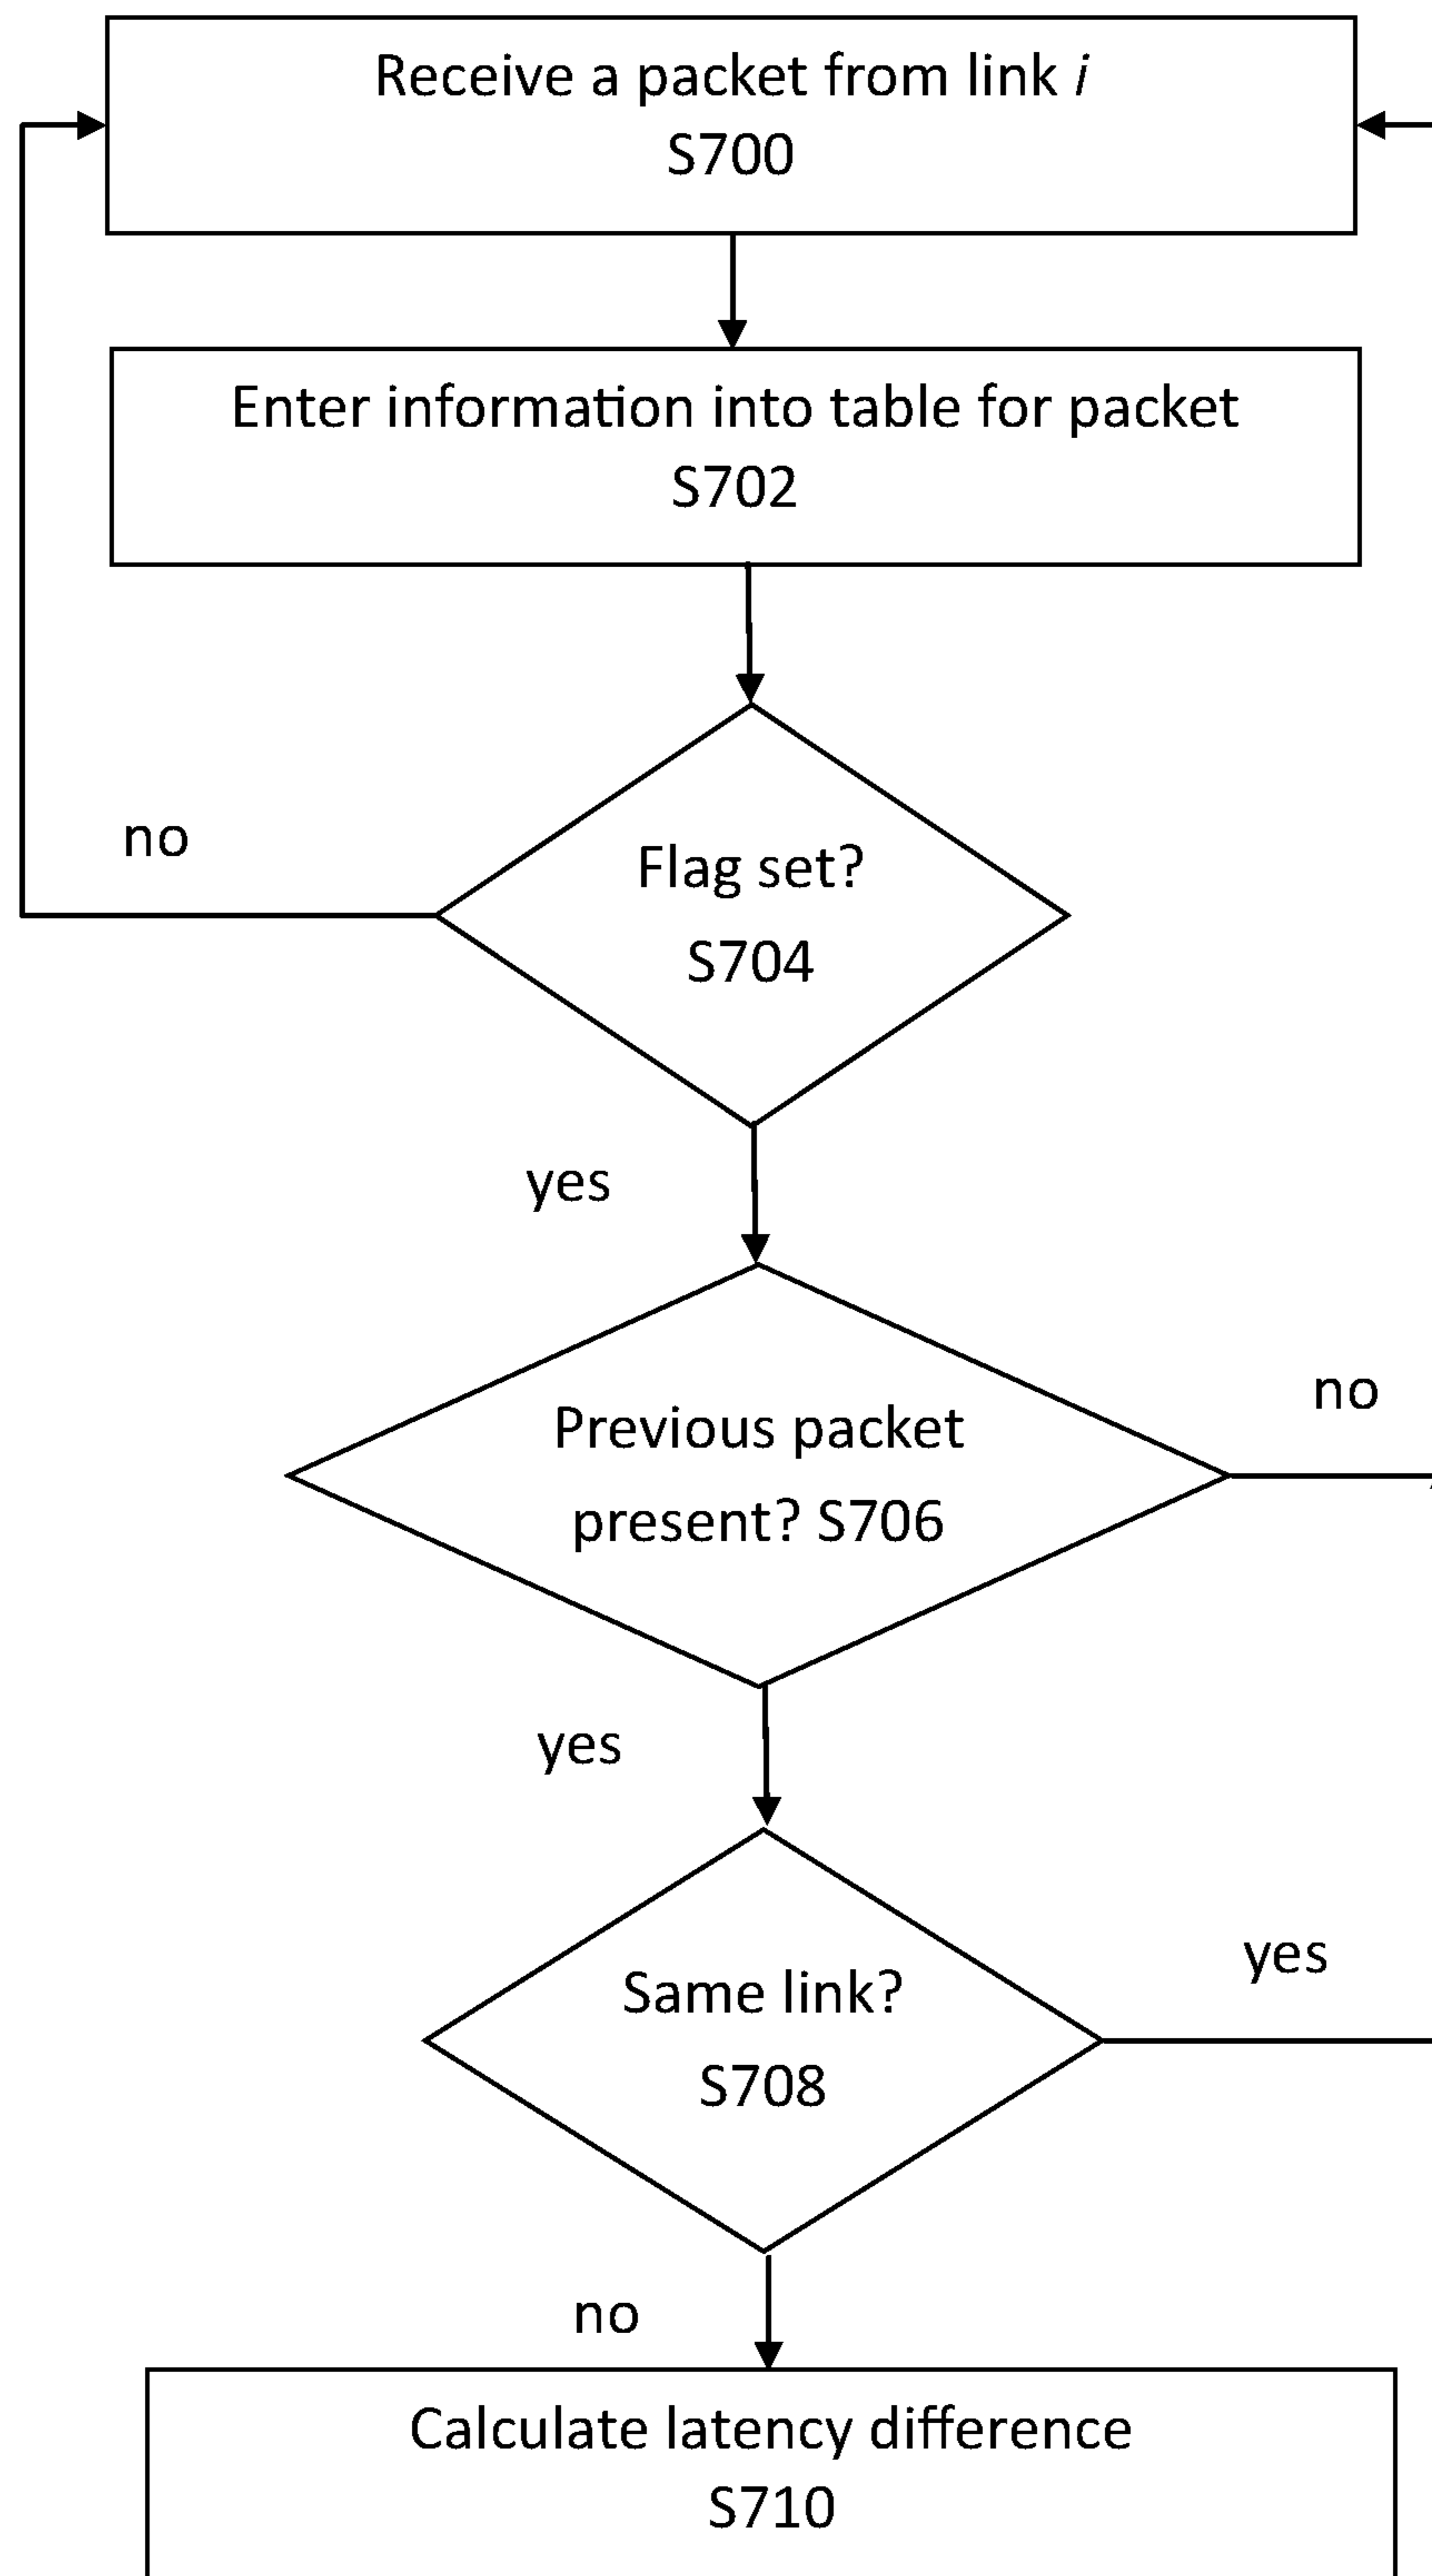 Receive a packet from link i
S700
Enter information into table for packet
S702
no
Flag set?
S704
yes
no
Previous packet
present? S706
yes
yes
Same link?
S708
no
Calculate latency difference
S710